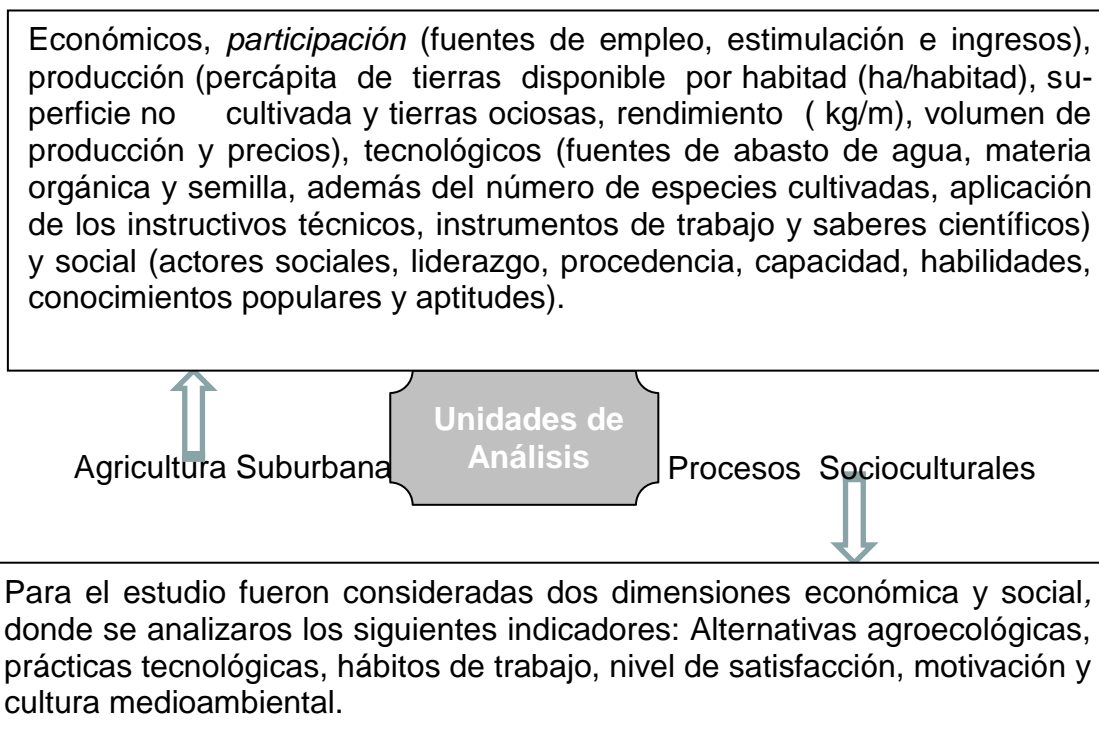 Económicos, participación (fuentes de empleo, estimulación e ingresos),
producción (percápita de tierras disponible por habitad (ha/habitad), su-
perficie no cultivada y tierras ociosas, rendimiento ( kg/m), volumen de
producción y precios), tecnológicos (fuentes de abasto de agua, materia
orgánica y semilla, además del número de especies cultivadas, aplicación
de los instructivos técnicos, instrumentos de trabajo y saberes científicos)
y social (actores sociales, liderazgo, procedencia, capacidad, habilidades,
conocimientos populares y aptitudes).
Unidades de
Análisis
Agricultura Suburbana
Procesos Socioculturales
Para el estudio fueron consideradas dos dimensiones económica y social,
donde se analizaros los siguientes indicadores: Alternativas agroecológicas,
prácticas tecnológicas, hábitos de trabajo, nivel de satisfacción, motivación y
cultura medioambiental.